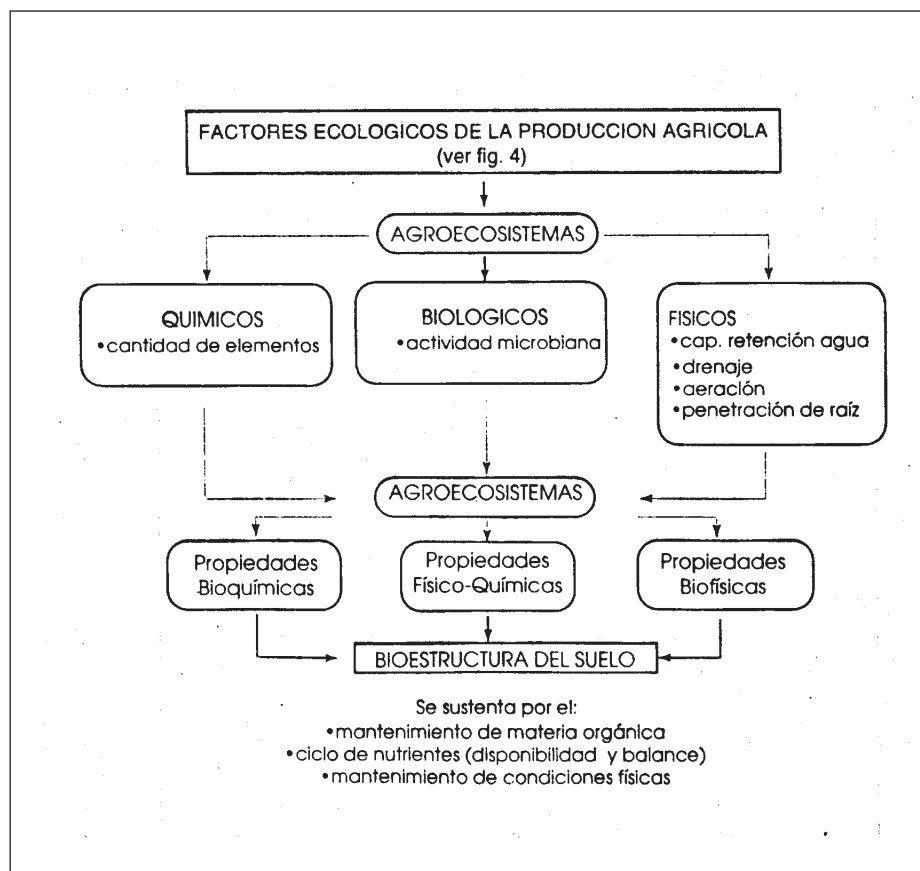 FACTORES ECOLOGICOS DE LA PRODUCCION AGRICOLA
(ver fig. 4)
AGROECOSISTEMAS
QUIMICOS
•cantidad de elementos
BIOLOGICOS
•actividad microbiana
FISICOS
•cap. retención agua
•drenaje
•aeración
•penetración de raíz
AGROECOSISTEMAS
Propiedades
Bioquímicas
Propiedades
Físico-Químicas
Propiedades
Biofísicas
BIOESTRUCTURA DEL SUELO
Se sustenta por el:
•mantenimiento de materia orgánica
•ciclo de nutrientes (disponibilidad y balance)
•mantenimiento de condiciones físicas